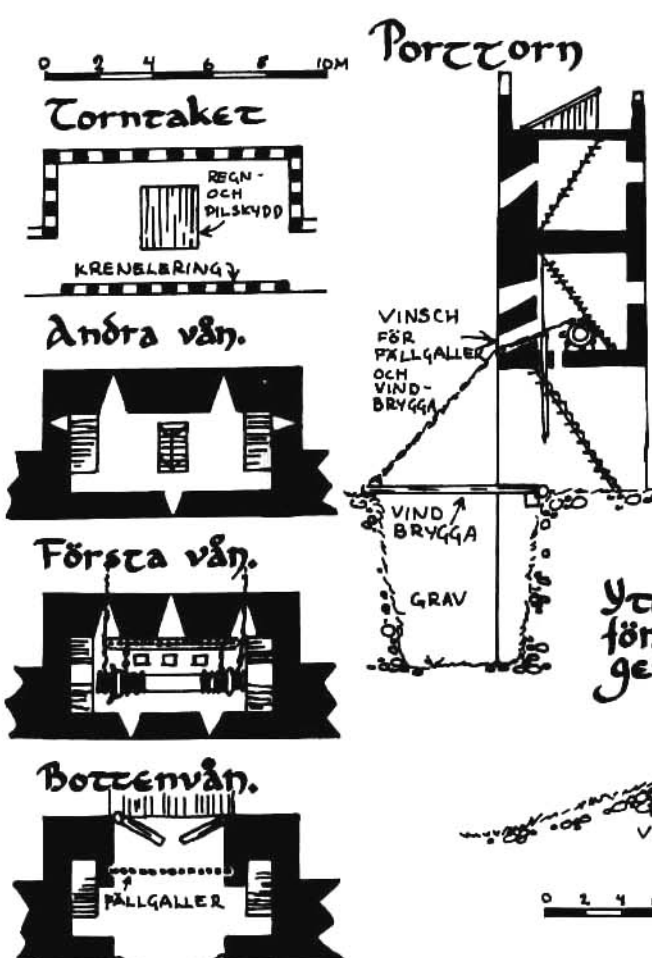 0 2 4 6 8 10M
Torntaket
REGN-
OCH
PILSKYDD
KRENELERING
Andra vån.
Första vån.
Bottenvån.
FÄLLGALLER
Porttorn
VINSCH
FÖR
FÄLLGALLER
OCH
VIND-
BRYGGA
VIND
BRYGGA
GRAV
för
0 2 4